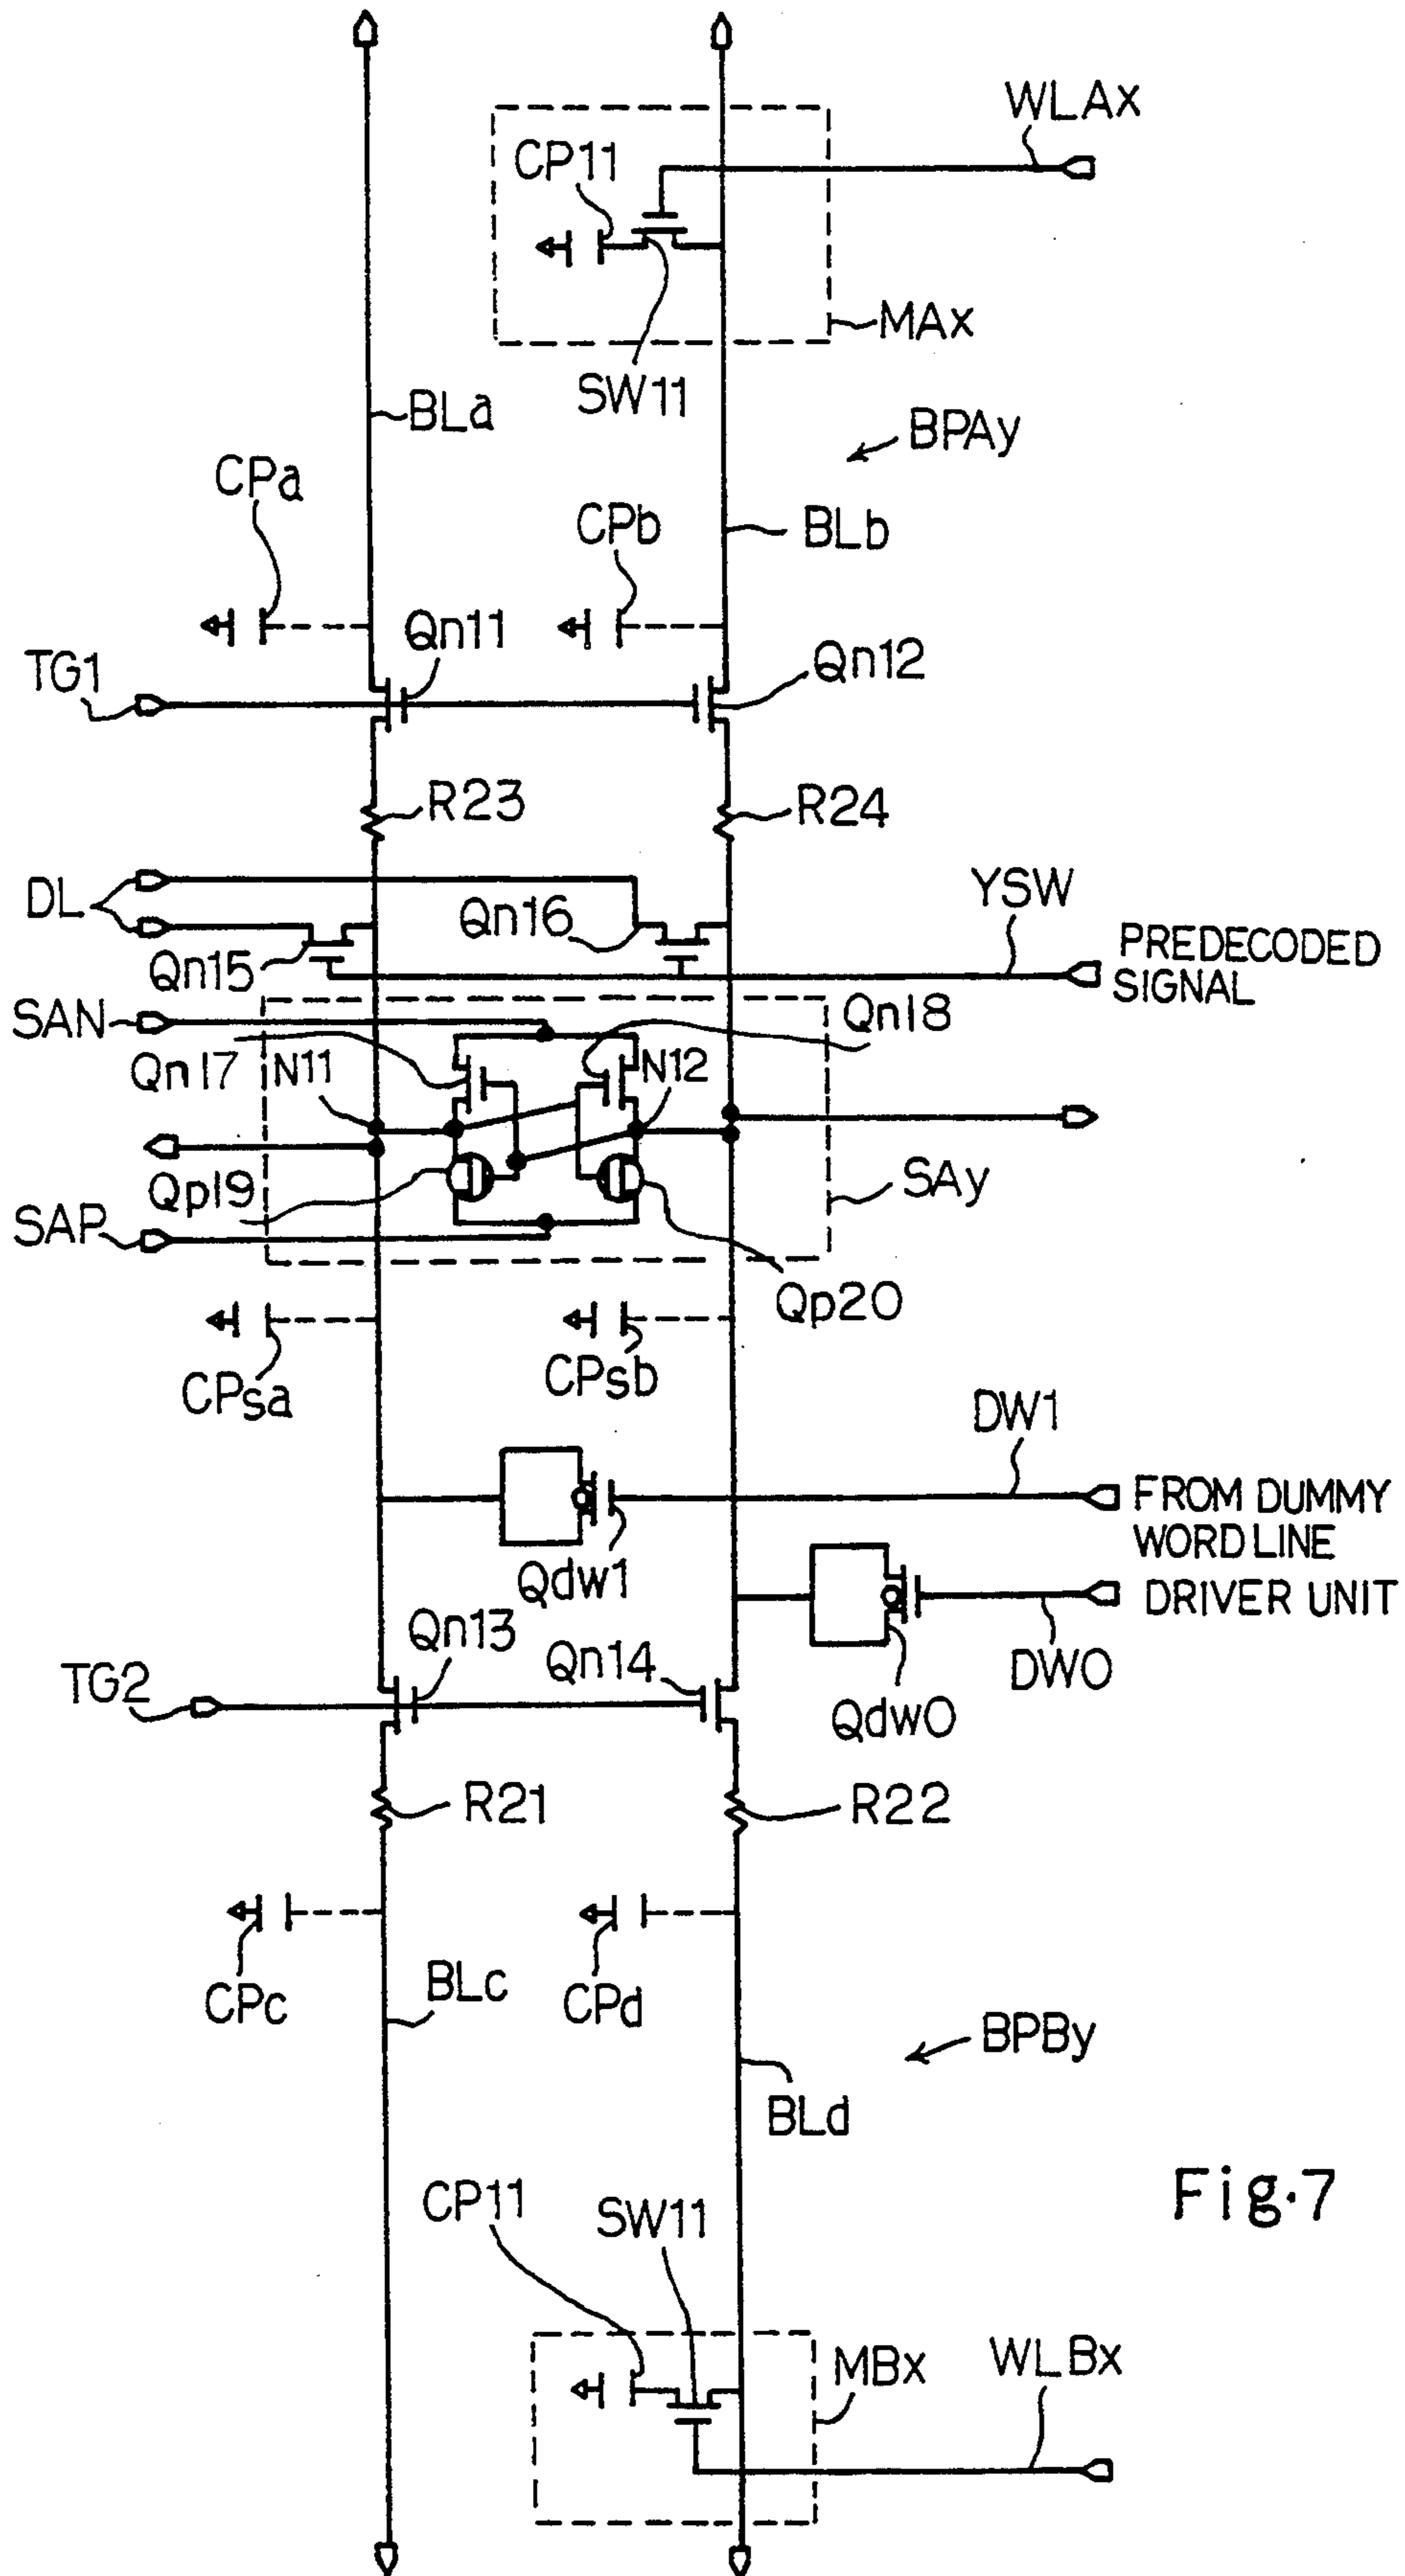 WLAx
CP11
MAx
SW11
BLa
BPAy
CPa
CPb
BLb
Qn11
Qn12
TG1
R23
R24
DL
Qn16
YSW
Qn15
PREDECODED
SIGNAL
SAN
Qn18
Qn17
N11
N12
Qp19
SAy
SAP
Qp20
CPsa
CPsb
DW1
FROM DUMMY
WORD LINE
DRIVER UNIT
Qdw1
Qn13
Qn14
DW0
TG2
Qdw0
R21
R22
CPc
BLc
CPd
BPBy
BLd
CP11
SW11
Fig.7
MBx
WLBx